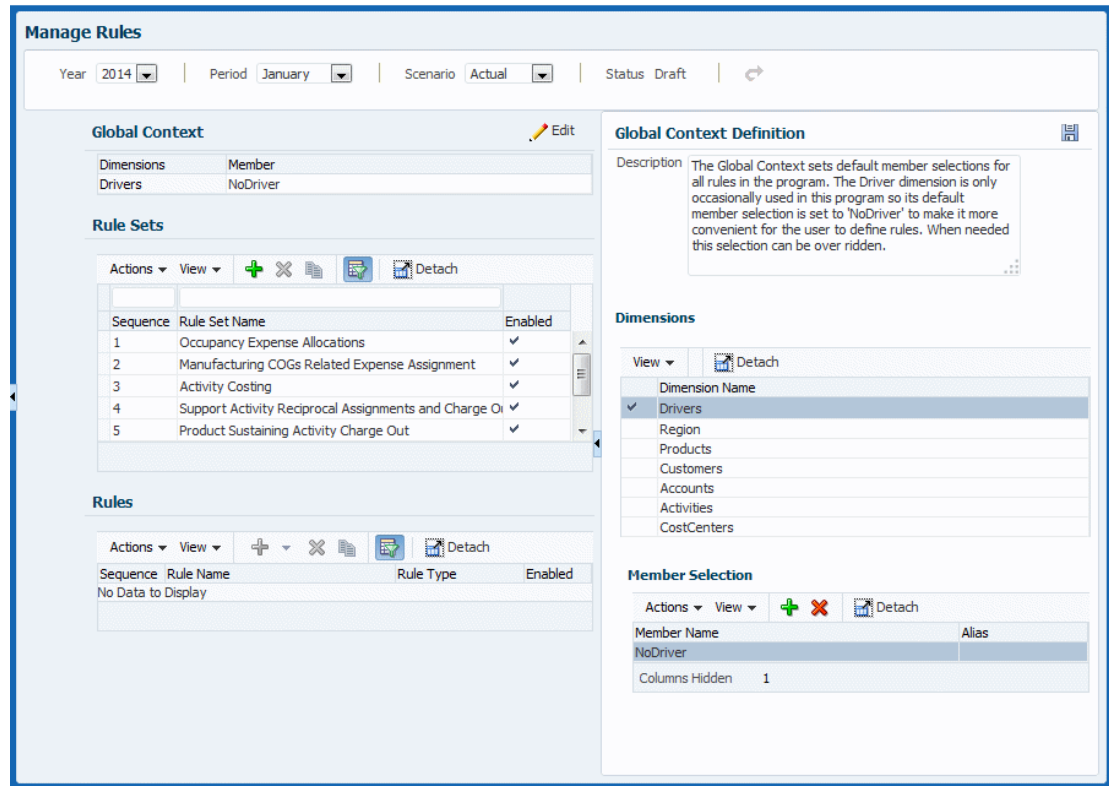 Manage Rules
Year 2014 Period January Scenario Actual Status Draft
Global Context Edit
Dimensions Member
Drivers NoDriver
Rule Sets
Actions View Detach
Sequence Rule Set Name Enabled
1 Occupancy Expense Allocations
2 Manufacturing COGs Related Expense Assignment
3 Activity Costing
4 Support Activity Reciprocal Assignments and Charge O
5 Product Sustaining Activity Charge Out
Rules
Actions View Detach
Sequence Rule Name Rule Type Enabled
No Data to Display
Global Context Definition
Description The Global Context sets default member selections for
all rules in the program. The Driver dimension is only
occasionally used in this program so its default
member selection is set to 'NoDriver' to make it more
convenient for the user to define rules. When needed
this selection can be over ridden.
Dimensions
View Detach
Dimension Name
Drivers
Region
Products
Customers
Accounts
Activities
CostCenters
Member Selection
Actions View Detach
Member Name Alias
NoDriver
Columns Hidden 1